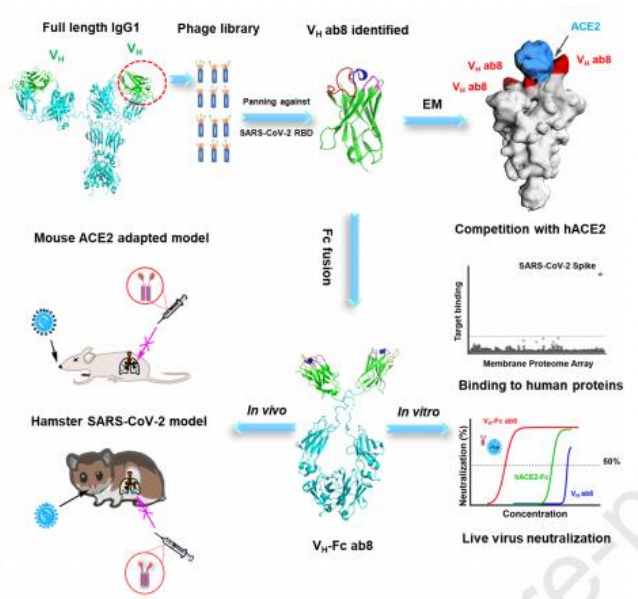 Full length IgG1
Phage library
VH ab8 identified
ACE2
VH
VH
VH ab8
VH ab8
VH ab8
Panning against
SARS-CoV-2 RBD
EM
Competition with hACE2
Mouse ACE2 adapted model
Fc fusion
SARS-CoV-2 Spike
Target binding
Membrane Proteome Array
Binding to human proteins
Hamster SARS-CoV-2 model
In vivo
In vitro
VH-Fc ab8
Neutralization (%)
50%
hACE2-Fc
VH ab8
Concentration
VH-Fc ab8
Live virus neutralization